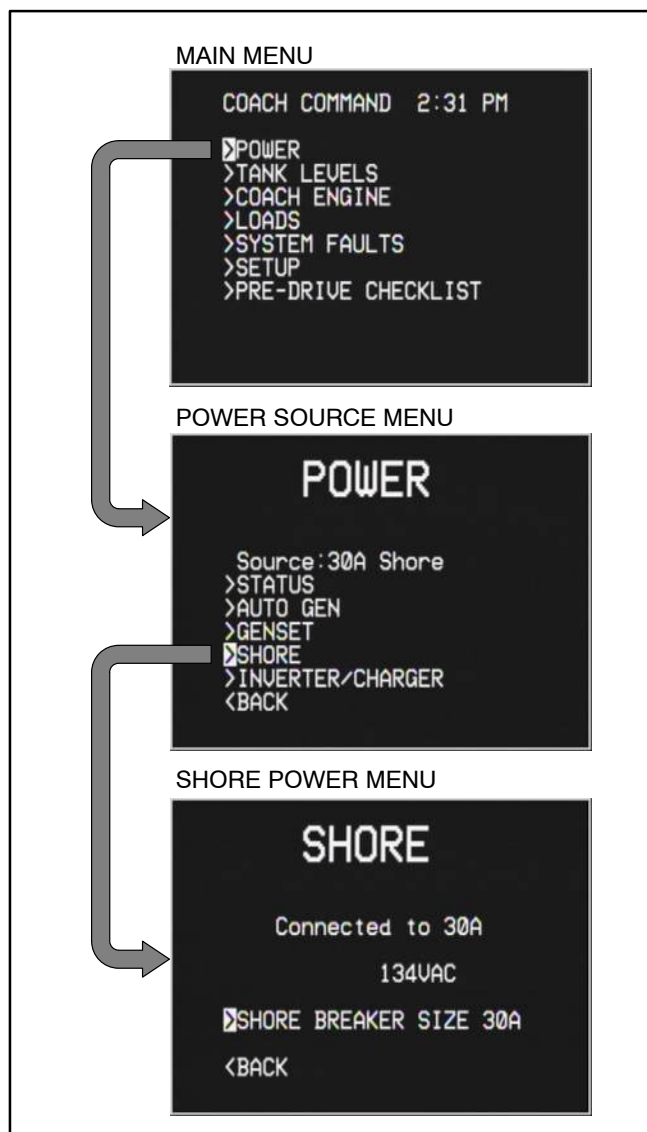 MAIN MENU
COACH COMMAND 2:31 PM
>POWER
>TANK LEVELS
>COACH ENGINE
>LOADS
>SYSTEM FAULTS
>SETUP
>PRE-DRIVE CHECKLIST
POWER SOURCE MENU
POWER
Source:30A Shore
>STATUS
>AUTO GEN
>GENSET
>SHORE
>INVERTER/CHARGER
<BACK
SHORE POWER MENU
SHORE
Connected to 30A
134VAC
>SHORE BREAKER SIZE 30A
<BACK